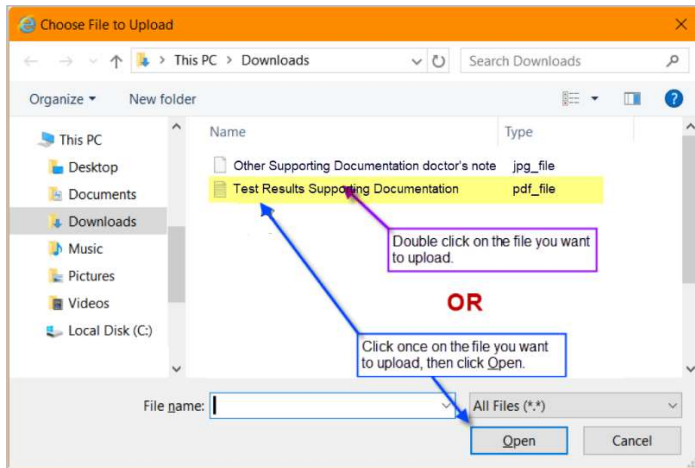 Choose File to Upload
This PC > Downloads
Search Downloads
Organize
New folder
This PC
Desktop
Documents
Downloads
Music
Pictures
Videos
Local Disk (C:)
Name Type
Other Supporting Documentation doctor's note jpg_file
Test Results Supporting Documentation pdf_file
Double click on the file you want
to upload.
OR
Click once on the file you want
to upload, then click Open.
File name:
All Files (*.*)
Open
Cancel